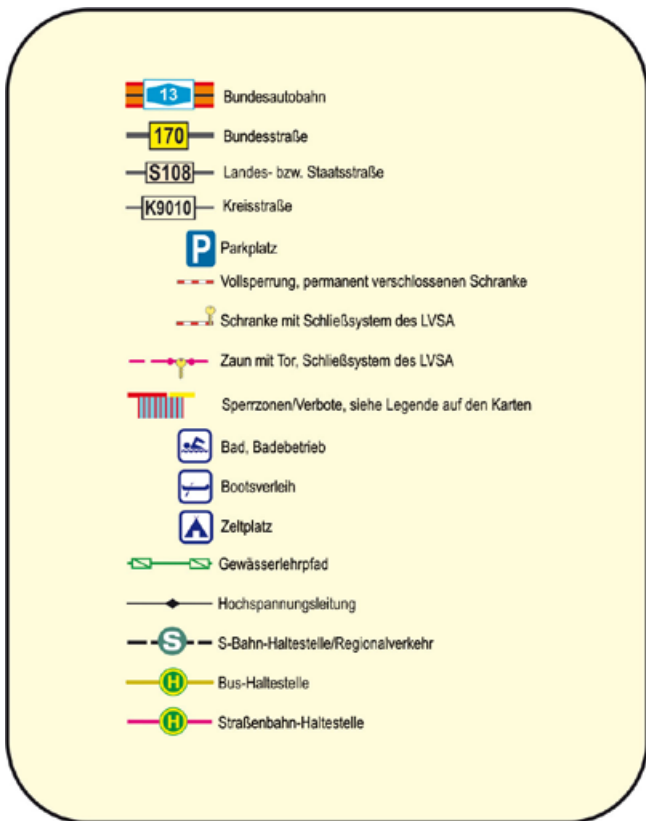 13 Bundesautobahn
170 Bundesstraße
S108 Landes- bzw. Staatsstraße
K9010 Kreisstraße
P Parkplatz
Vollsperrung, permanent verschlossenen Schranke
Schranke mit Schließsystem des LVSA
Zaun mit Tor, Schließsystem des LVSA
Sperrzonen/Verbote, siehe Legende auf den Karten
Bad, Badebetrieb
Bootsverleih
Zeltplatz
Gewässerlehrpfad
Hochspannungsleitung
S S-Bahn-Haltestelle/Regionalverkehr
H Bus-Haltestelle
H Straßenbahn-Haltestelle